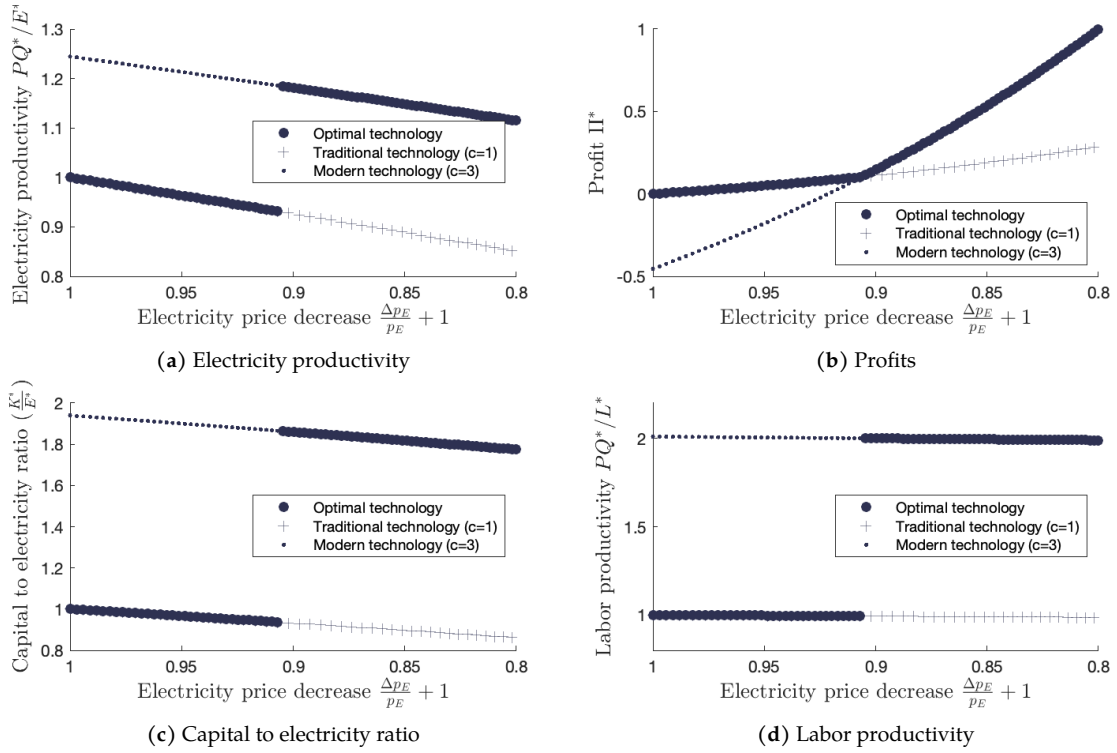 Electricity productivity PQ*/E*
1.3
1.2
1.1
1
0.9
0.8
Optimal technology
Traditional technology (c=1)
Modern technology (c=3)
1 0.95 0.9 0.85 0.8
Electricity price decrease Δp_E/p_E + 1
(a) Electricity productivity
Profit II*
1
0.5
0
-0.5
Optimal technology
Traditional technology (c=1)
Modern technology (c=3)
1 0.95 0.9 0.85 0.8
Electricity price decrease Δp_E/p_E + 1
(b) Profits
Capital to electricity ratio (K*/E*)
2
1.8
1.6
1.4
1.2
1
0.8
Optimal technology
Traditional technology (c=1)
Modern technology (c=3)
1 0.95 0.9 0.85 0.8
Electricity price decrease Δp_E/p_E + 1
(c) Capital to electricity ratio
Labor productivity PQ*/L*
2
1
Optimal technology
Traditional technology (c=1)
Modern technology (c=3)
1 0.95 0.9 0.85 0.8
Electricity price decrease Δp_E/p_E + 1
(d) Labor productivity